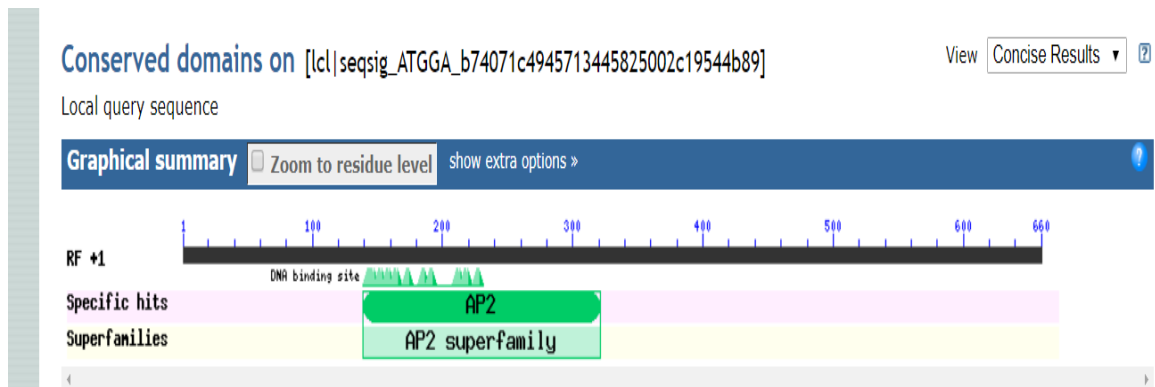 Conserved domains on [lcl|seqsig_ATGGA_b74071c4945713445825002c19544b89]
View Concise Results ▼ ?
Local query sequence
Graphical summary Zoom to residue level show extra options » ?
1 100 200 300 400 500 600 660
RF +1
DNA binding site
Specific hits AP2
Superfamilies AP2 superfamily